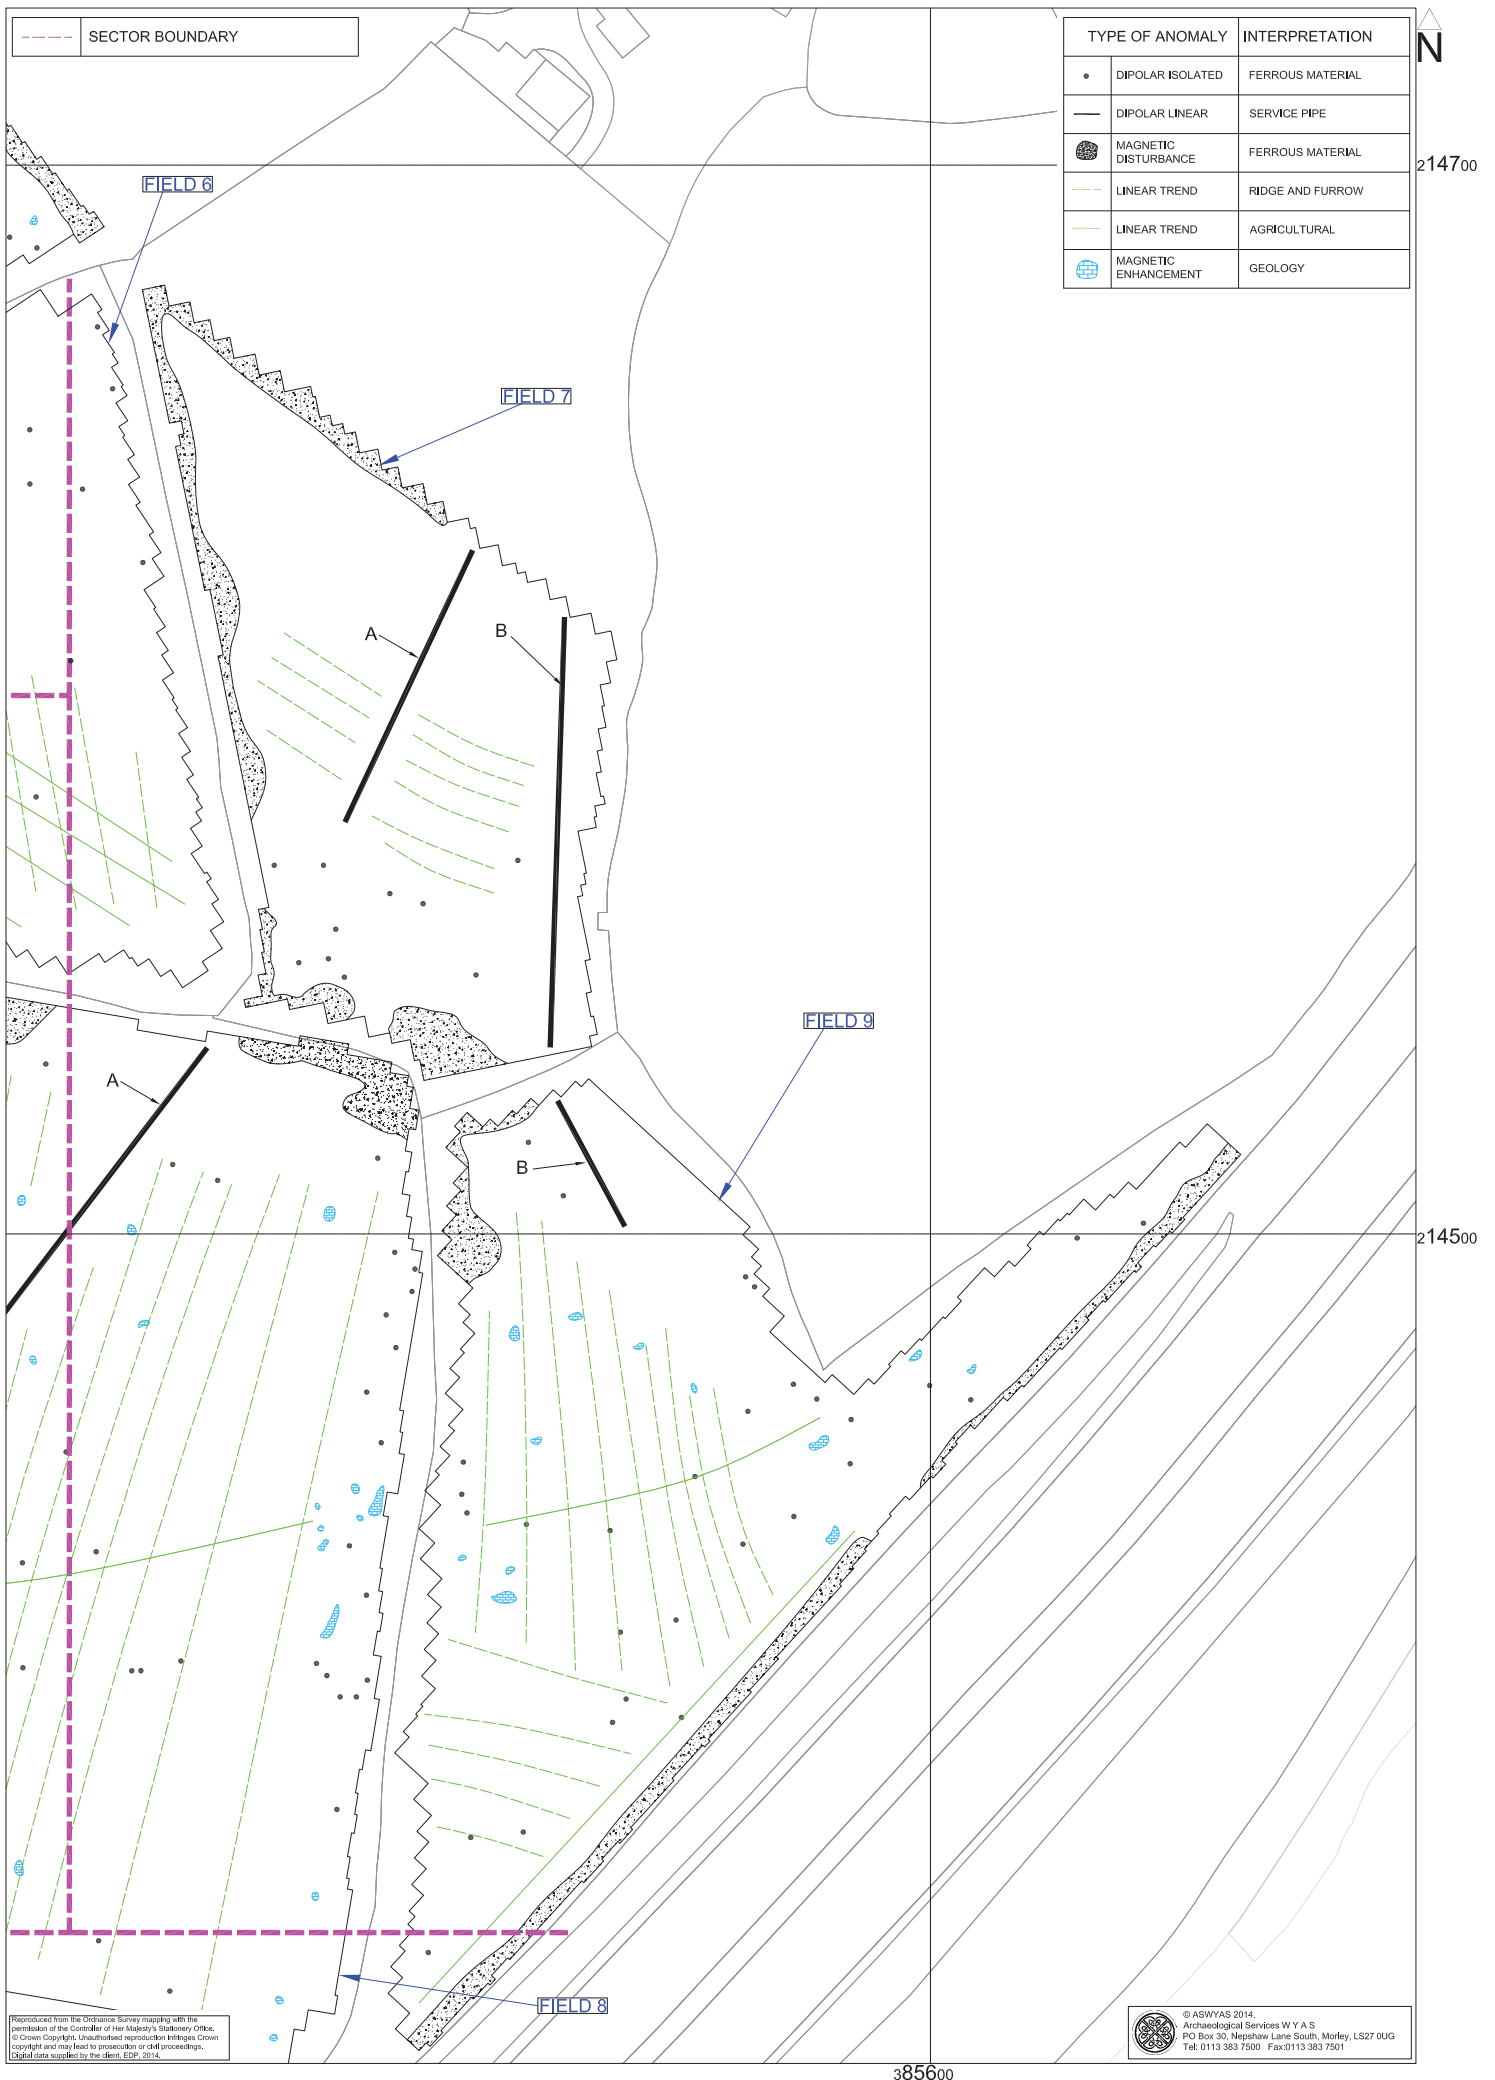 SECTOR BOUNDARY
TYPE OF ANOMALY INTERPRETATION
DIPOLAR ISOLATED FERROUS MATERIAL
DIPOLAR LINEAR SERVICE PIPE
MAGNETIC
DISTURBANCE FERROUS MATERIAL
LINEAR TREND RIDGE AND FURROW
LINEAR TREND AGRICULTURAL
MAGNETIC
ENHANCEMENT GEOLOGY
N
214700
FIELD 6
FIELD 7
A
B
FIELD 9
A
B
214500
FIELD 8
Reproduced from the Ordnance Survey mapping with the
permission of the Controller of Her Majesty's Stationery Office.
© Crown Copyright. Unauthorised reproduction infringes Crown
copyright and may lead to prosecution or civil proceedings.
Digital data supplied by the client, EDP, 2014.
© ASWYAS 2014.
Archaeological Services W Y A S
PO Box 30, Nepshaw Lane South, Morley, LS27 0UG
Tel: 0113 383 7500 Fax:0113 383 7501
385600